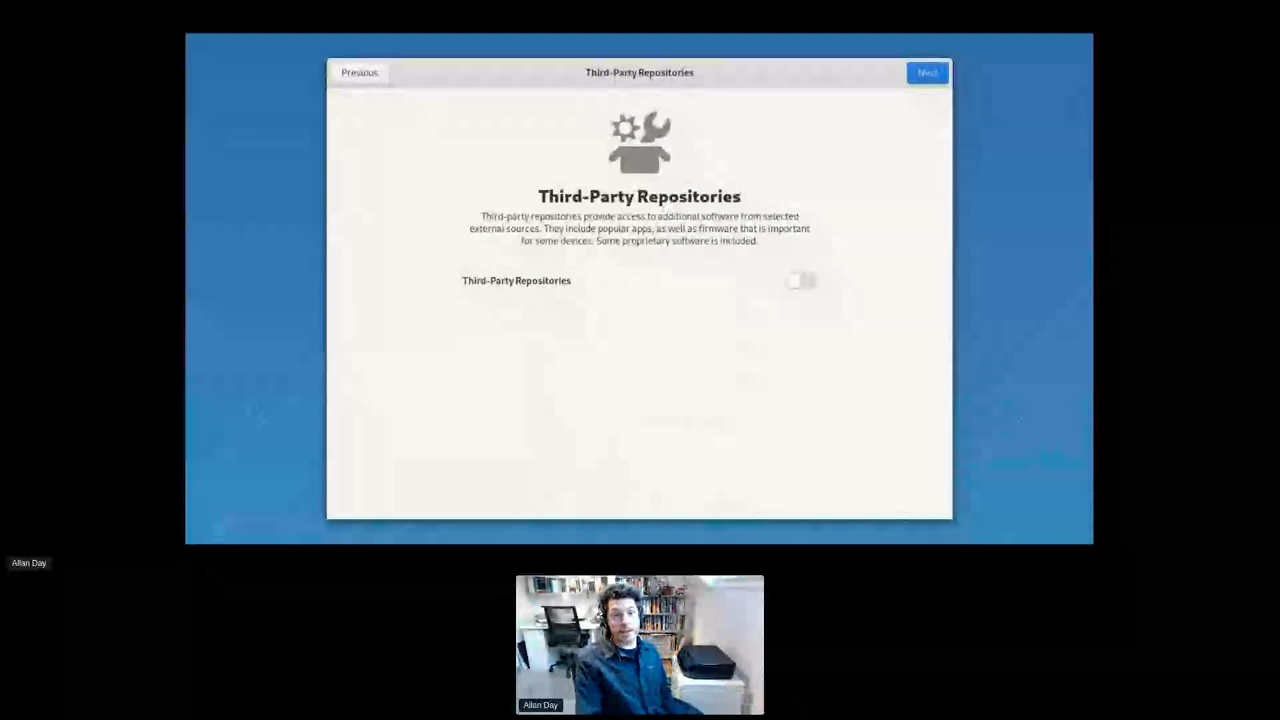 Previous
Third-Party Repositories
Next
Third-Party Repositories
Third-party repositories provide access to additional software from selected
external sources. They include popular apps, as well as firmware that is important
for some devices. Some proprietary software is included.
Third-Party Repositories
Allan Day
Allan Day